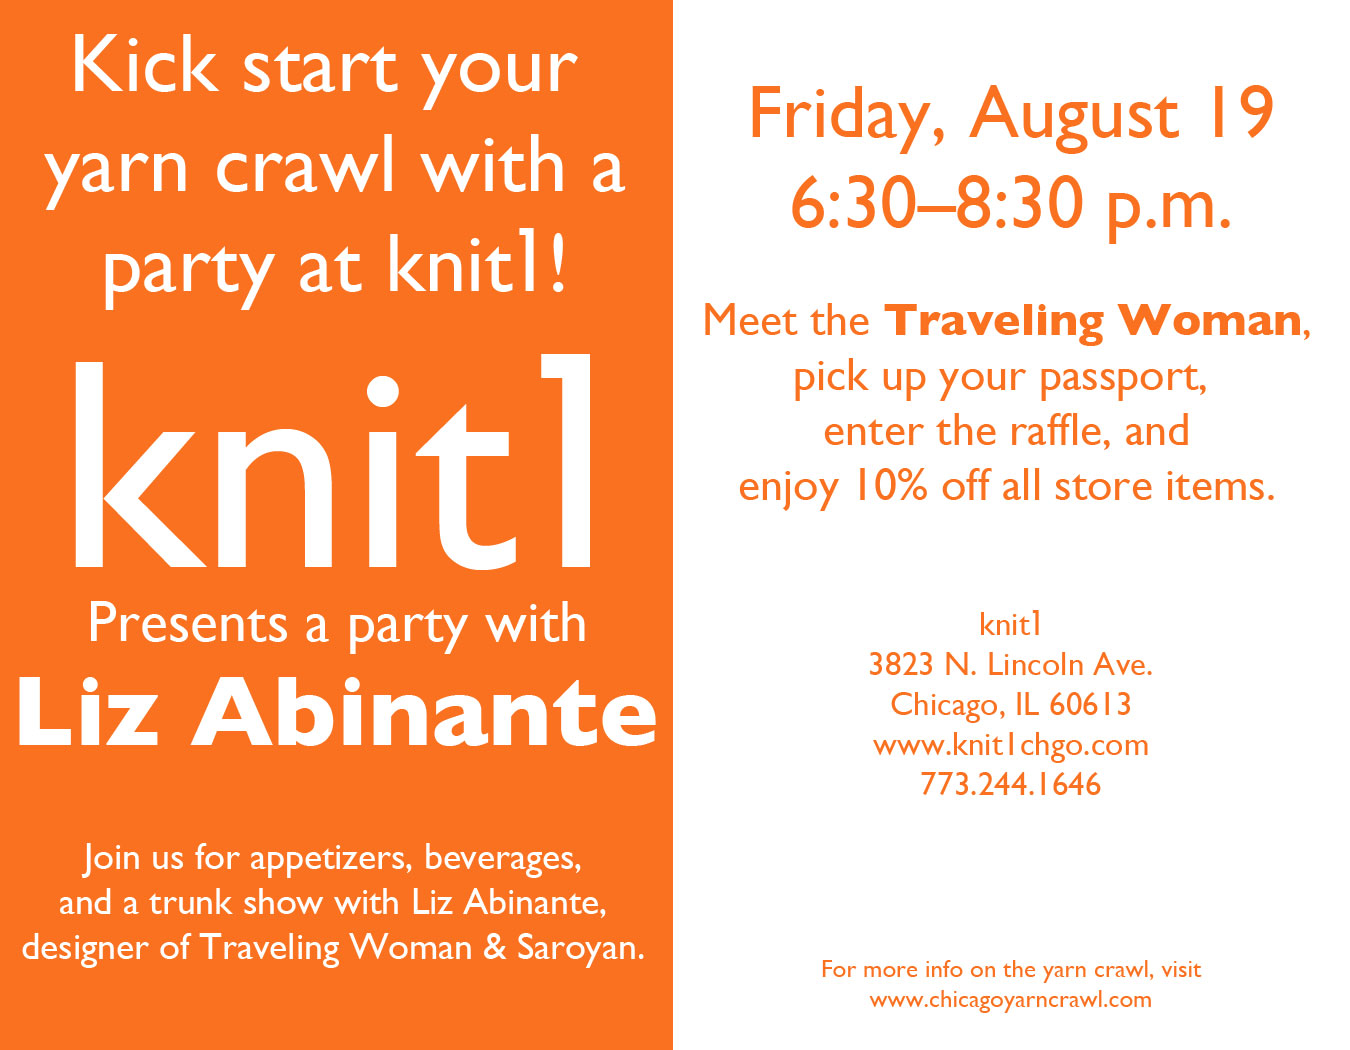 Kick start your
yarn crawl with a
party at knit1!
knit1
Presents a party with
Liz Abinante
Join us for appetizers, beverages,
and a trunk show with Liz Abinante,
designer of Traveling Woman & Saroyan.
Friday, August 19
6:30–8:30 p.m.
Meet the Traveling Woman,
pick up your passport,
enter the raffle, and
enjoy 10% off all store items.
knit1
3823 N. Lincoln Ave.
Chicago, IL 60613
www.knit1chgo.com
773.244.1646
For more info on the yarn crawl, visit
www.chicagoyarncrawl.com